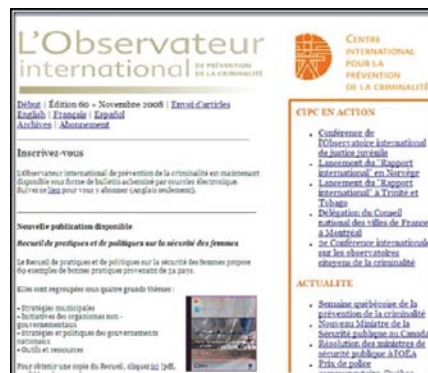 L'Observateur
international DE PRÉVENTION
DE LA CRIMINALITÉ
Début | Édition 60 - Novembre 2008 | Envoi d'articles
English | Français | Español
Archives | Abonnement
Inscrivez-vous
L'Observateur international de prévention de la criminalité est maintenant
disponible sous forme de bulletin acheminé par courrier électronique.
Suivez ce lien pour vous y abonner (Anglais seulement).
Nouvelle publication disponible
Recueil de pratiques et de politiques sur la sécurité des femmes
Le Recueil de pratiques et de politiques sur la sécurité des femmes propose
60 exemples de bonnes pratiques provenant de 32 pays.
Elles sont regroupées sous quatre grands thèmes :
- Stratégies municipales
- Initiatives des organismes non -
gouvernementaux
- Stratégies et politiques des gouvernements
nationaux
- Outils et ressources
Pour obtenir une copie du Recueil, cliquez ici (pdf,
CENTRE
INTERNATIONAL
POUR LA
PRÉVENTION
DE LA CRIMINALITÉ
CIPC EN ACTION
Conférence de
l'Observatoire international
de justice juvénile
Lancement du "Rapport
international" en Norvège
Lancement du "Rapport
international" à Trinité et
Tobago
Délégation du Conseil
national des villes de France
à Montréal
2e Conférence internationale
sur les observatoires
citoyens de la criminalité
ACTUALITE
Semaine québécoise de la
prévention de la criminalité
Nouveau Ministre de la
Sécurité publique au Canada
Résolution des ministres de
sécurité publique à l'OÉA
Prix de police